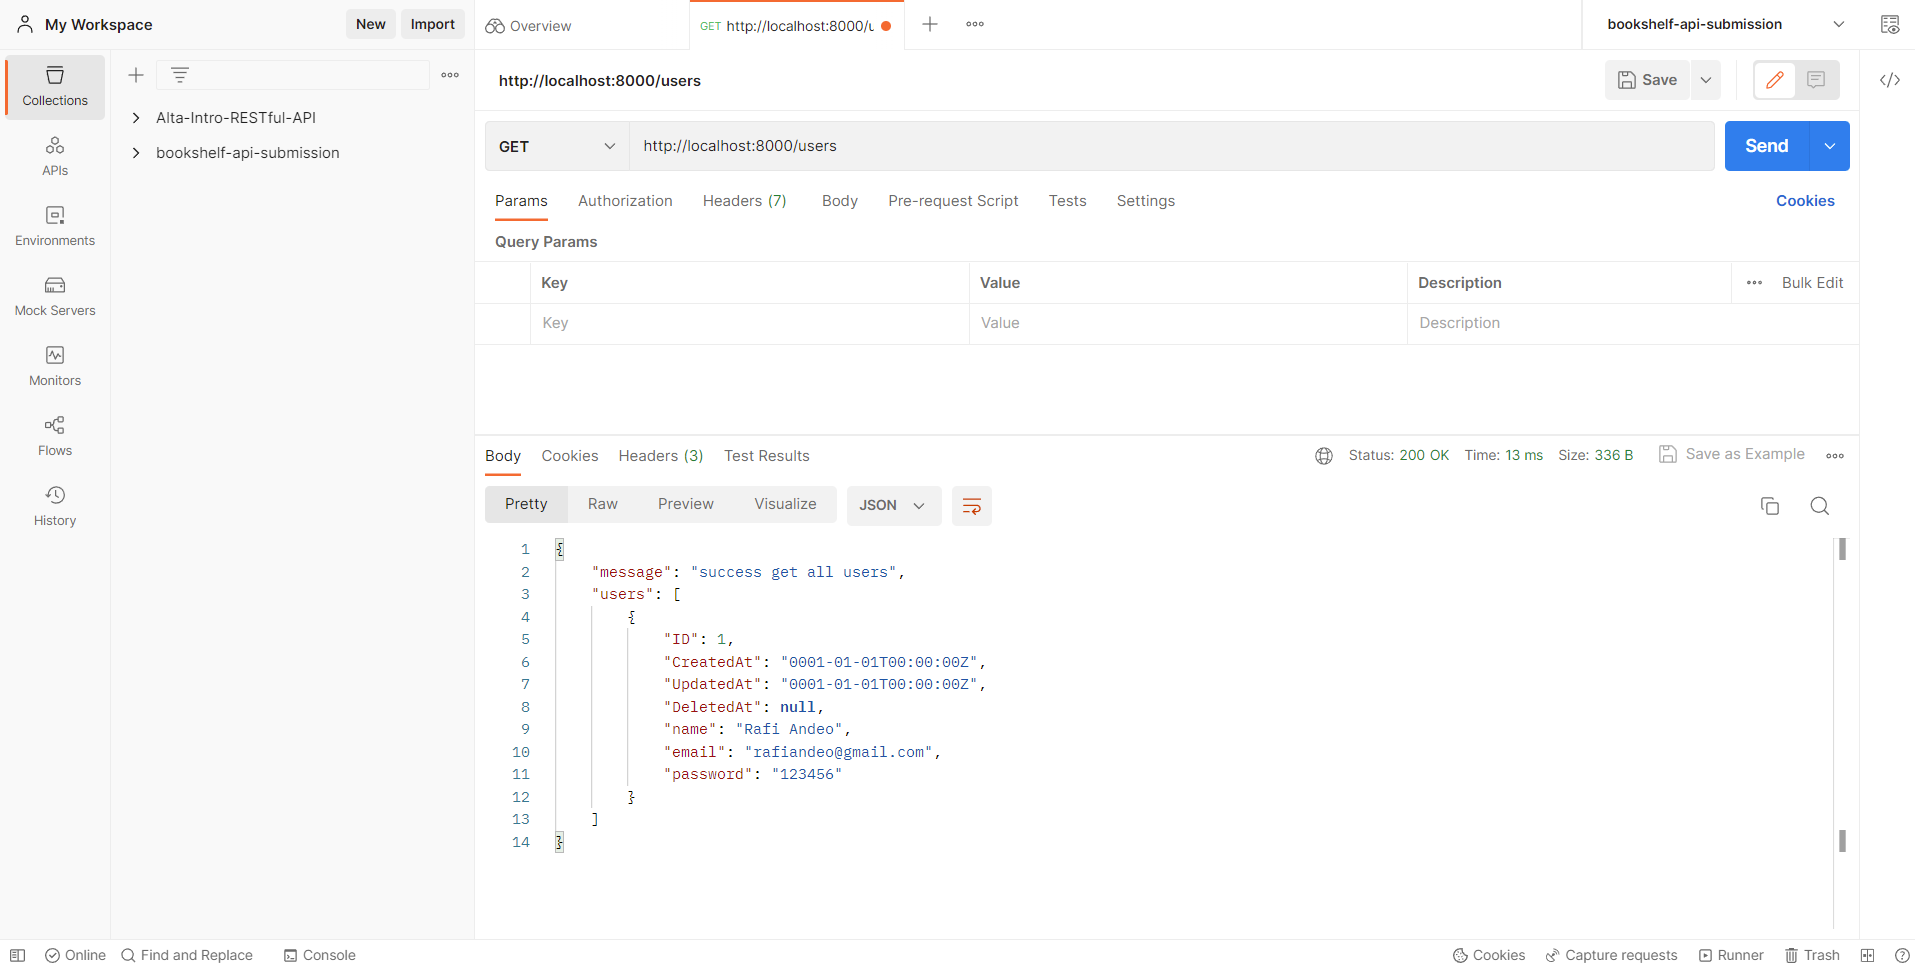 My Workspace
New
Import
Overview
GET http://localhost:8000/u
bookshelf-api-submission
Collections
APIs
Environments
Mock Servers
Monitors
Flows
History
Alta-Intro-RESTful-API
bookshelf-api-submission
http://localhost:8000/users
Save
GET
http://localhost:8000/users
Send
Params
Authorization
Headers (7)
Body
Pre-request Script
Tests
Settings
Cookies
Query Params
Key
Value
Description
Bulk Edit
Key
Value
Description
Body
Cookies
Headers (3)
Test Results
Status: 200 OK
Time: 13 ms
Size: 336 B
Save as Example
Pretty
Raw
Preview
Visualize
JSON
1 {
2 "message": "success get all users",
3 "users": [
4 {
5 "ID": 1,
6 "CreatedAt": "0001-01-01T00:00:00Z",
7 "UpdatedAt": "0001-01-01T00:00:00Z",
8 "DeletedAt": null,
9 "name": "Rafi Andeo",
10 "email": "rafiandeo@gmail.com",
11 "password": "123456"
12 }
13 ]
14 }
Online
Find and Replace
Console
Cookies
Capture requests
Runner
Trash